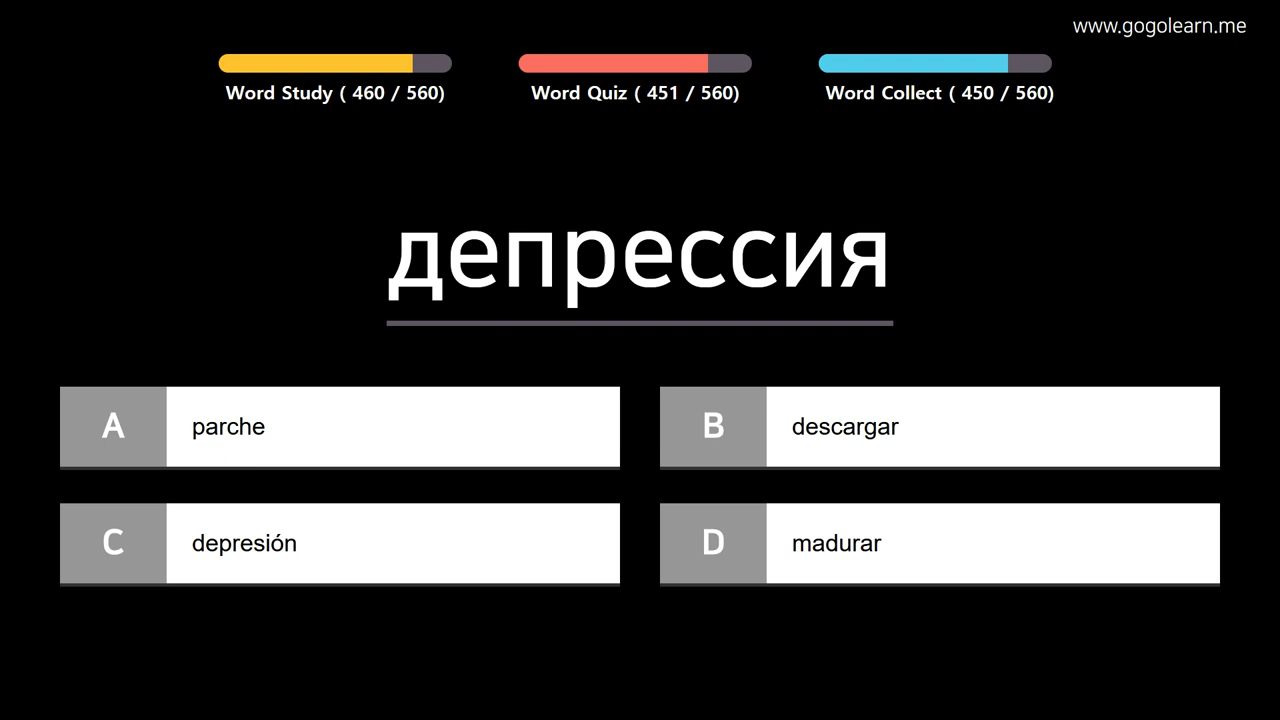 www.gogolearn.me
Word Study ( 460 / 560)
Word Quiz ( 451 / 560)
Word Collect ( 450 / 560)
депрессия
A parche
B descargar
C depresión
D madurar